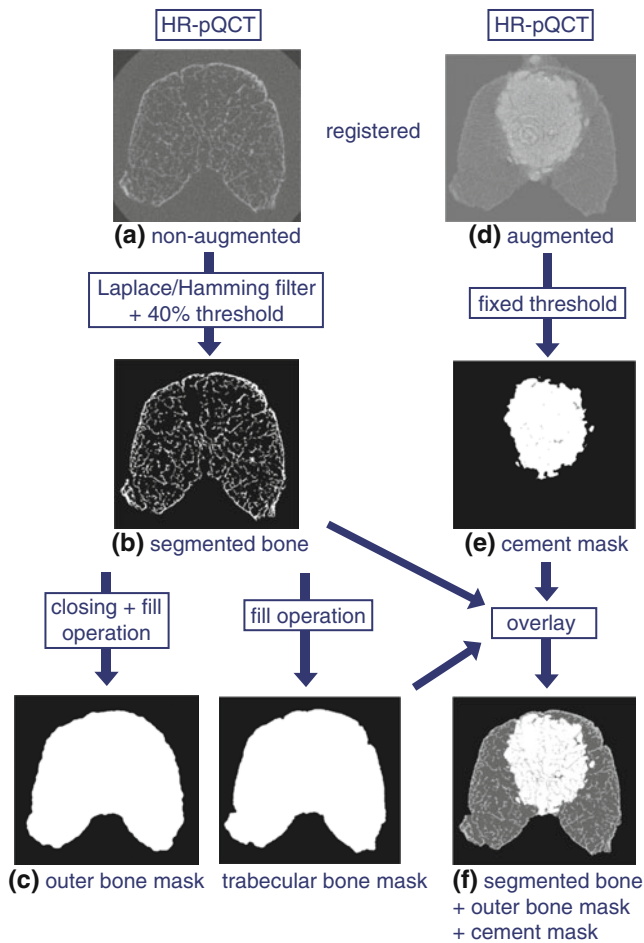 HR-pQCT
HR-pQCT
registered
(a) non-augmented
(d) augmented
Laplace/Hamming filter
+ 40% threshold
fixed threshold
(b) segmented bone
(e) cement mask
closing + fill
operation
fill operation
overlay
(c) outer bone mask
trabecular bone mask
(f) segmented bone
+ outer bone mask
+ cement mask